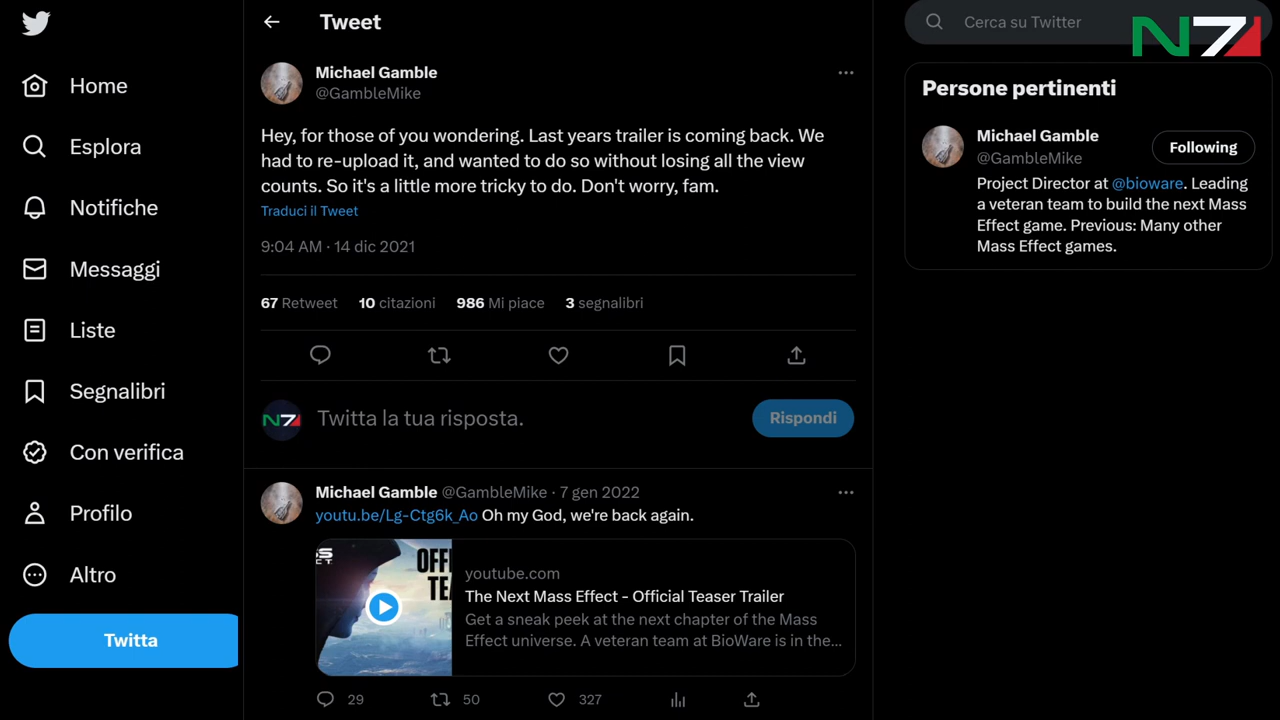 Home
Esplora
Notifiche
Messaggi
Liste
Segnalibri
Con verifica
Profilo
Altro
Twitta
Tweet
Michael Gamble
@GambleMike
Hey, for those of you wondering. Last years trailer is coming back. We
had to re-upload it, and wanted to do so without losing all the view
counts. So it's a little more tricky to do. Don't worry, fam.
Traduci il Tweet
9:04 AM · 14 dic 2021
67 Retweet 10 citazioni 986 Mi piace 3 segnalibri
N7
Twitta la tua risposta.
Rispondi
Michael Gamble @GambleMike · 7 gen 2022
youtu.be/Lg-Ctg6k_Ao Oh my God, we're back again.
OFF
TE
youtube.com
The Next Mass Effect - Official Teaser Trailer
Get a sneak peek at the next chapter of the Mass
Effect universe. A veteran team at BioWare is in the...
29 50 327
Cerca su Twitter
N7
Persone pertinenti
Michael Gamble
@GambleMike
Following
Project Director at @bioware. Leading
a veteran team to build the next Mass
Effect game. Previous: Many other
Mass Effect games.